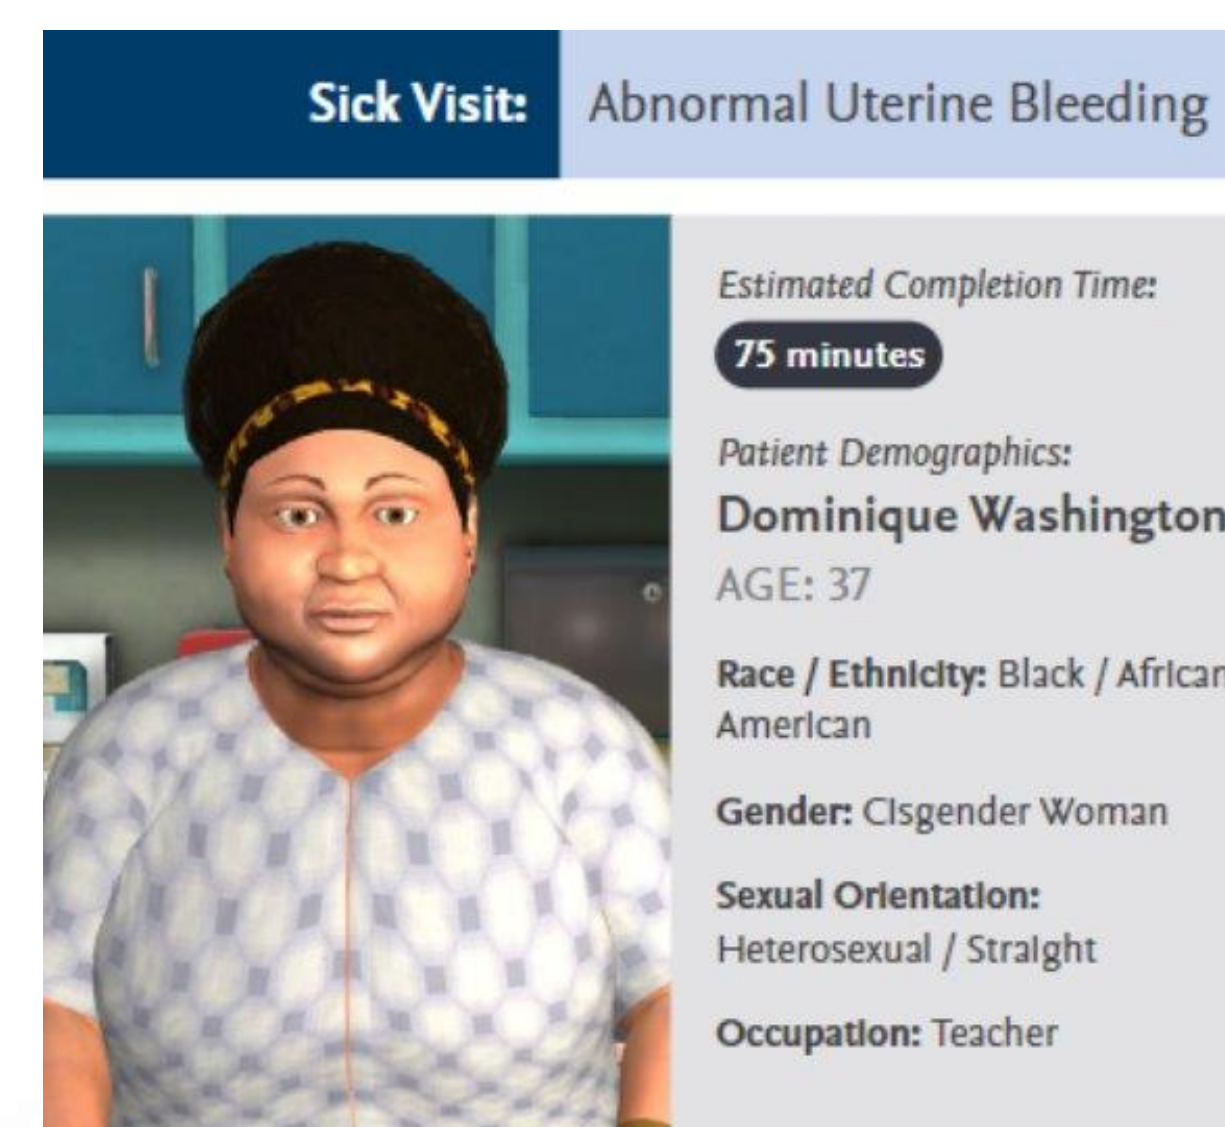 Sick Visit:
Abnormal Uterine Bleeding
Estimated Completion Time:
75 minutes
Patient Demographics:
Dominique Washington
AGE: 37
Race / Ethnicity: Black / African
American
Gender: Cisgender Woman
Sexual Orientation:
Heterosexual / Straight
Occupation: Teacher